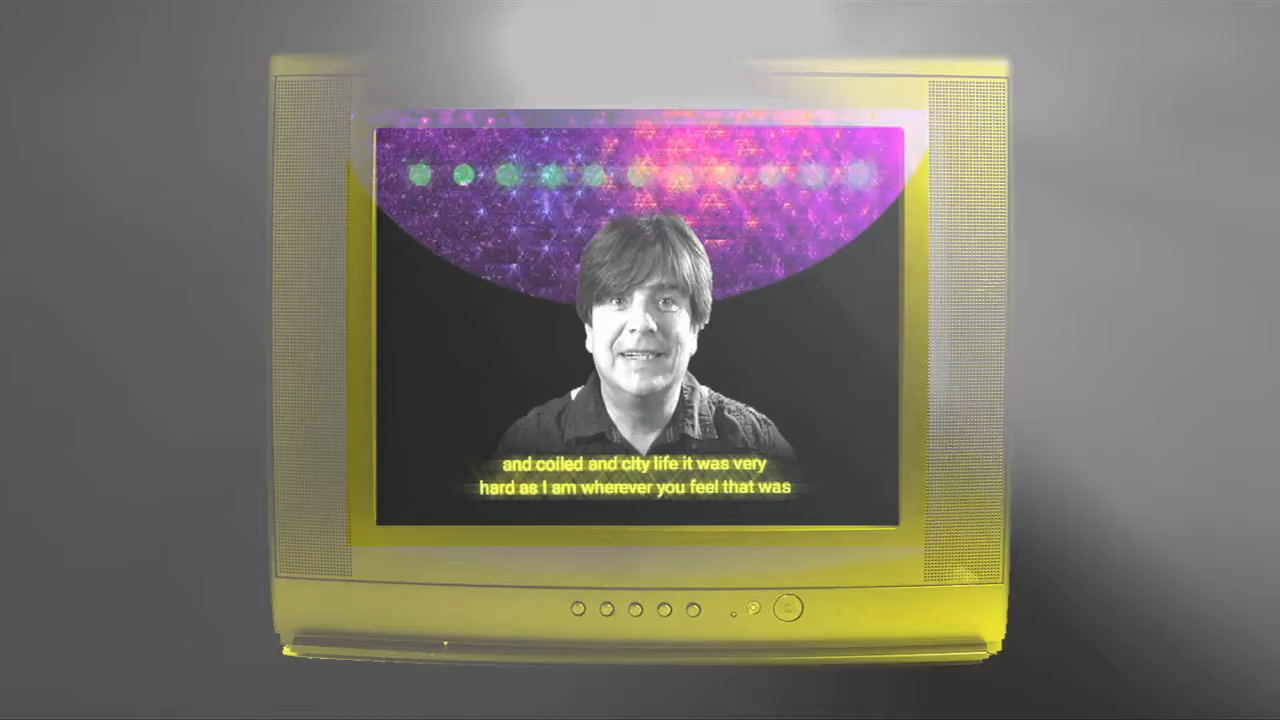 and coiled and city life it was very
hard as I am wherever you feel that was